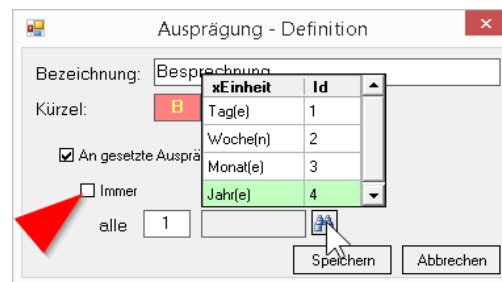 Ausprägung - Definition
Bezeichnung: Besprechnung
xEinheit Id
Kürzel: B
Tag(e) 1
Woche(n) 2
An gesetzte Ausprä
Monat(e) 3
Immer
Jahr(e) 4
alle 1
Speichern Abbrechen